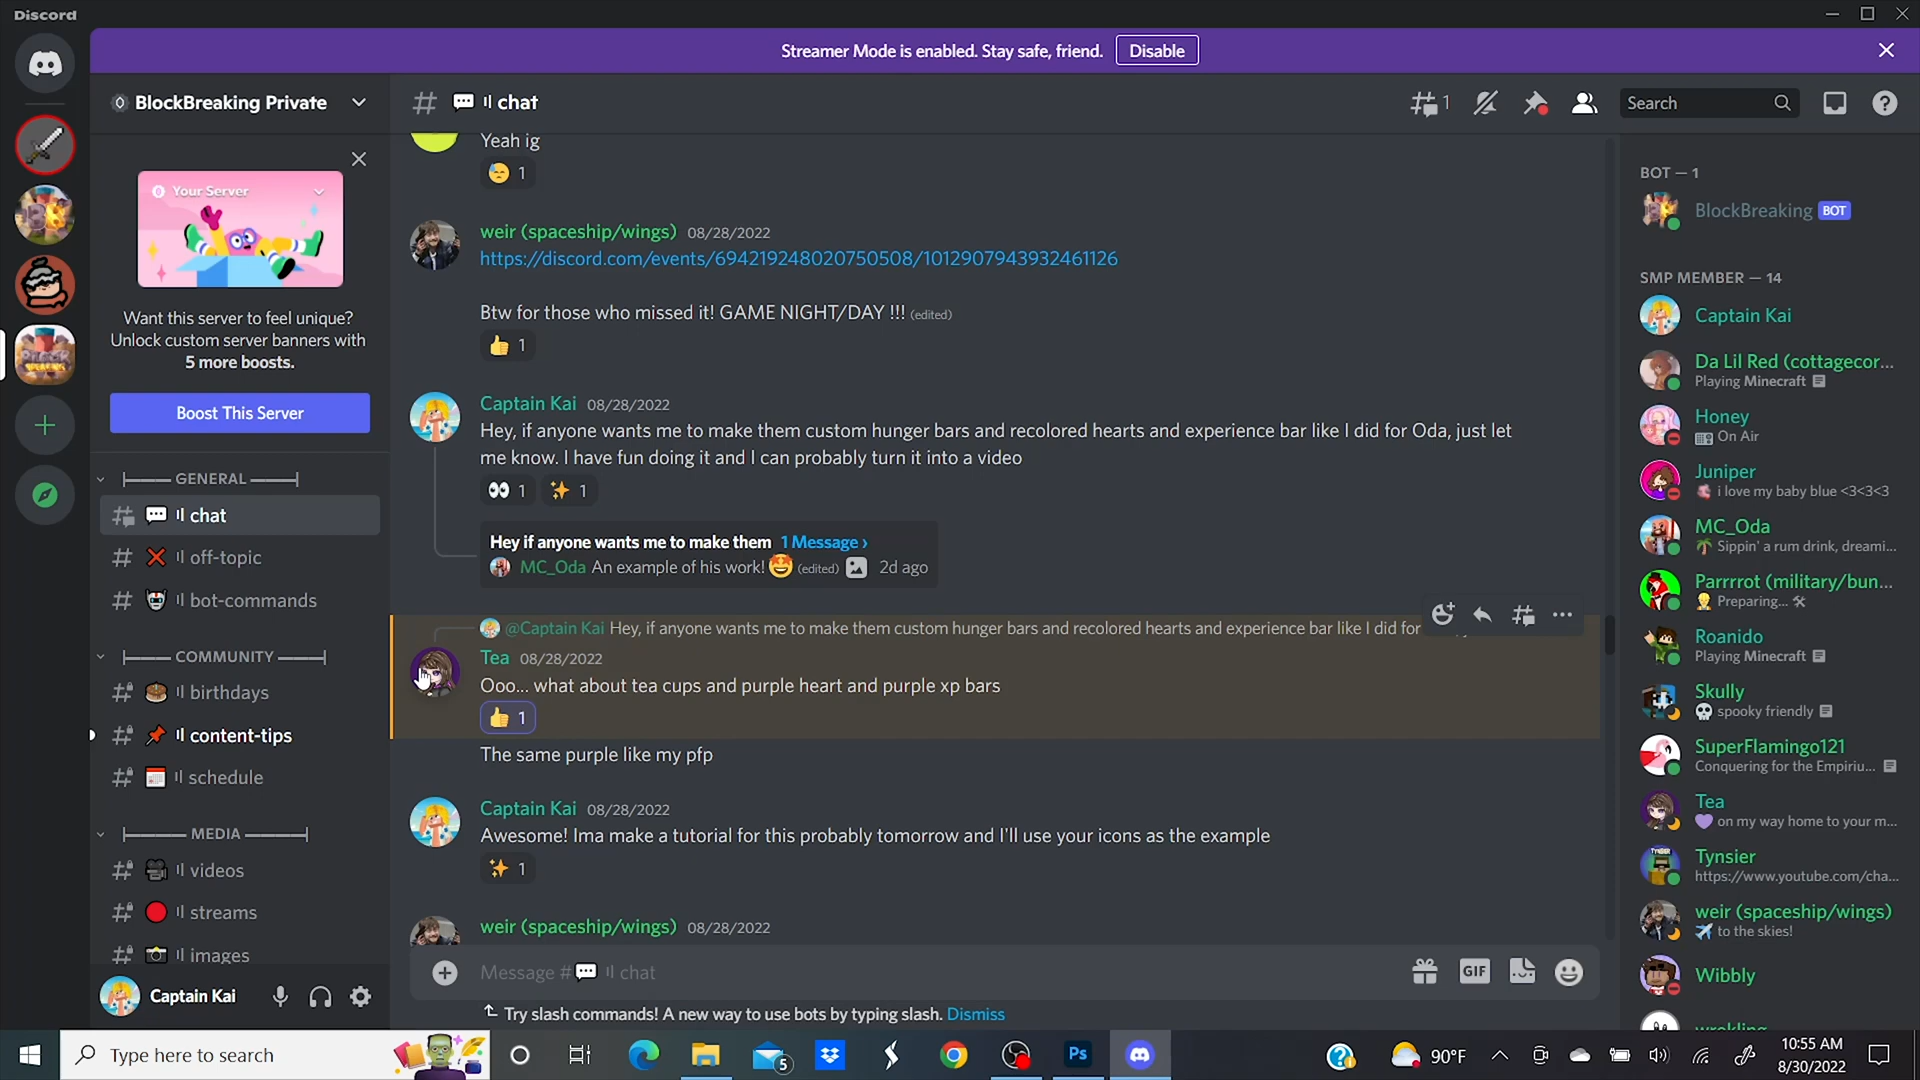 Discord
Streamer Mode is enabled. Stay safe, friend.
Disable
BlockBreaking Private
Your Server
Want this server to feel unique?
Unlock custom server banners with
5 more boosts.
Boost This Server
GENERAL
chat
off-topic
bot-commands
COMMUNITY
birthdays
content-tips
schedule
MEDIA
videos
streams
images
Captain Kai
chat
1
Search
Yeah ig
1
weir (spaceship/wings) 08/28/2022
https://discord.com/events/694219248020750508/1012907943932461126
Btw for those who missed it! GAME NIGHT/DAY !!! (edited)
1
Captain Kai 08/28/2022
Hey, if anyone wants me to make them custom hunger bars and recolored hearts and experience bar like I did for Oda, just let
me know. I have fun doing it and I can probably turn it into a video
1 1
Hey if anyone wants me to make them 1 Message ›
MC_Oda An example of his work! (edited) 2d ago
@Captain Kai Hey, if anyone wants me to make them custom hunger bars and recolored hearts and experience bar like I did for
Tea 08/28/2022
Ooo... what about tea cups and purple heart and purple xp bars
1
The same purple like my pfp
Captain Kai 08/28/2022
Awesome! Ima make a tutorial for this probably tomorrow and I'll use your icons as the example
1
weir (spaceship/wings) 08/28/2022
Message # chat
GIF
Try slash commands! A new way to use bots by typing slash. Dismiss
BOT — 1
BlockBreaking BOT
SMP MEMBER — 14
Captain Kai
Da Lil Red (cottagecor...
Playing Minecraft
Honey
On Air
Juniper
i love my baby blue <3<3<3
MC_Oda
Sippin' a rum drink, dreami...
Parrrrot (military/bun...
Preparing...
Roanido
Playing Minecraft
Skully
spooky friendly
SuperFlamingo121
Conquering for the Empiriu...
Tea
on my way home to your m...
Tynsier
https://www.youtube.com/cha...
weir (spaceship/wings)
to the skies!
Wibbly
Type here to search
5
Ps
90°F
10:55 AM
8/30/2022